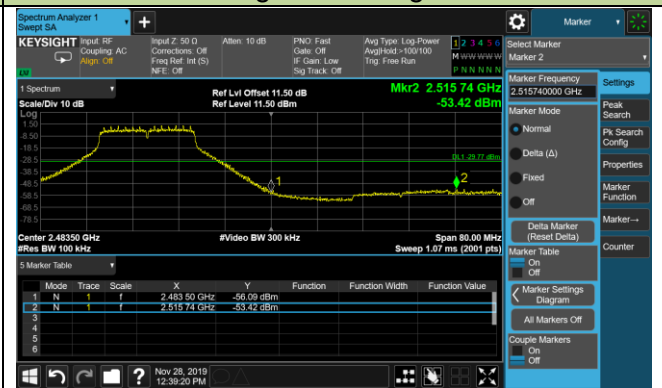 Spectrum Analyzer 1
Swept SA
+
Marker
KEYSIGHT
Input: RF
Coupling: AC
Align: Off
Input Z: 50 Ω
Corrections: Off
Freq Ref: Int (S)
NFE: Off
Atten: 10 dB
PNO: Fast
Gate: Off
IF Gain: Low
Sig Track: Off
Avg Type: Log-Power
Avg|Hold:>100/100
Trig: Free Run
1 2 3 4 5 6
M W W W W W
P N N N N N
Select Marker
Marker 2
LV
1 Spectrum
Scale/Div 10 dB
Log
Ref Lvl Offset 11.50 dB
Ref Level 11.50 dBm
Mkr2 2.515 74 GHz
-53.42 dBm
1.50
-8.50
-18.5
-28.5
-38.5
-48.5
-58.5
-68.5
-78.5
DL1 -29.77 dBm
1
2
Center 2.48350 GHz
#Res BW 100 kHz
#Video BW 300 kHz
Span 80.00 MHz
Sweep 1.07 ms (2001 pts)
5 Marker Table
Mode Trace Scale X Y Function Function Width Function Value
1 N 1 f 2.483 50 GHz -56.09 dBm
2 N 1 f 2.515 74 GHz -53.42 dBm
3
4
5
6
Marker Frequency
2.515740000 GHz
Marker Mode
Normal
Delta (Δ)
Fixed
Off
Delta Marker
(Reset Delta)
Marker Table
On
Off
Marker Settings
Diagram
All Markers Off
Couple Markers
On
Off
Settings
Peak
Search
Pk Search
Config
Properties
Marker
Function
Marker→
Counter
?
Nov 28, 2019
12:39:20 PM